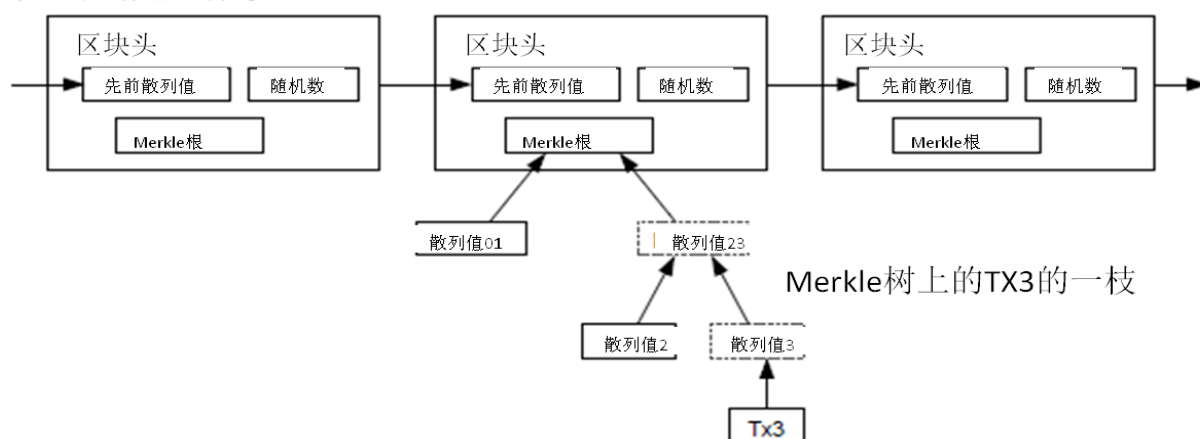 区块头
区块头
区块头
先前散列值
随机数
先前散列值
随机数
先前散列值
随机数
Merkle根
Merkle根
Merkle根
散列值01
散列值23
Merkle树上的TX3的一枝
散列值2
散列值3
Tx3